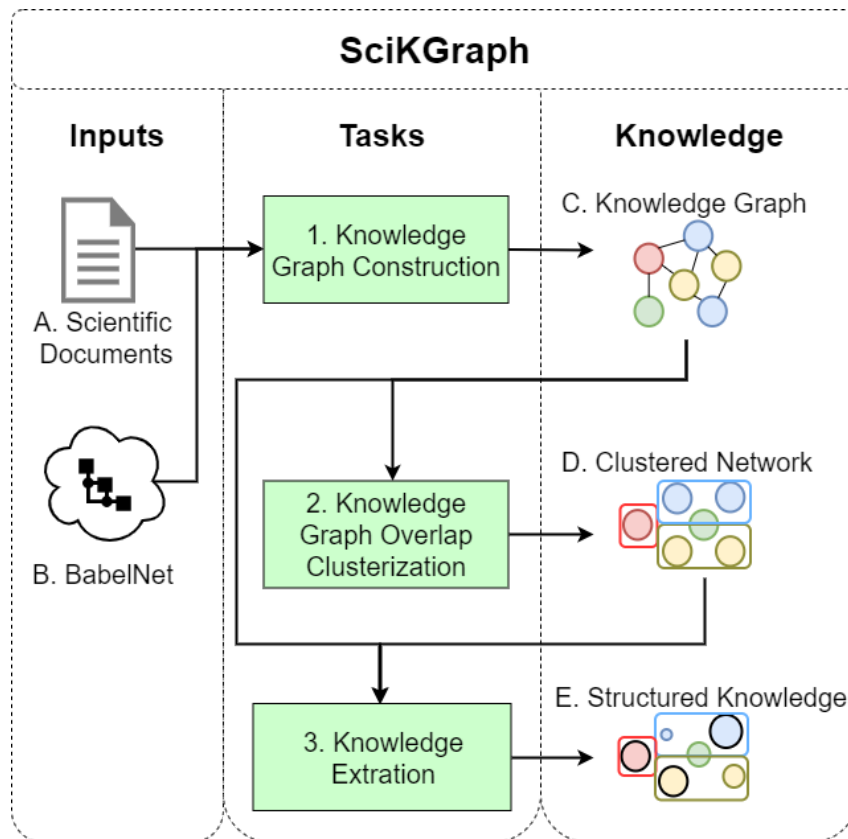 SciKGraph
Inputs
Tasks
Knowledge
A. Scientific
Documents
B. BabelNet
1. Knowledge
Graph Construction
C. Knowledge Graph
2. Knowledge
Graph Overlap
Clusterization
D. Clustered Network
3. Knowledge
Extration
E. Structured Knowledge